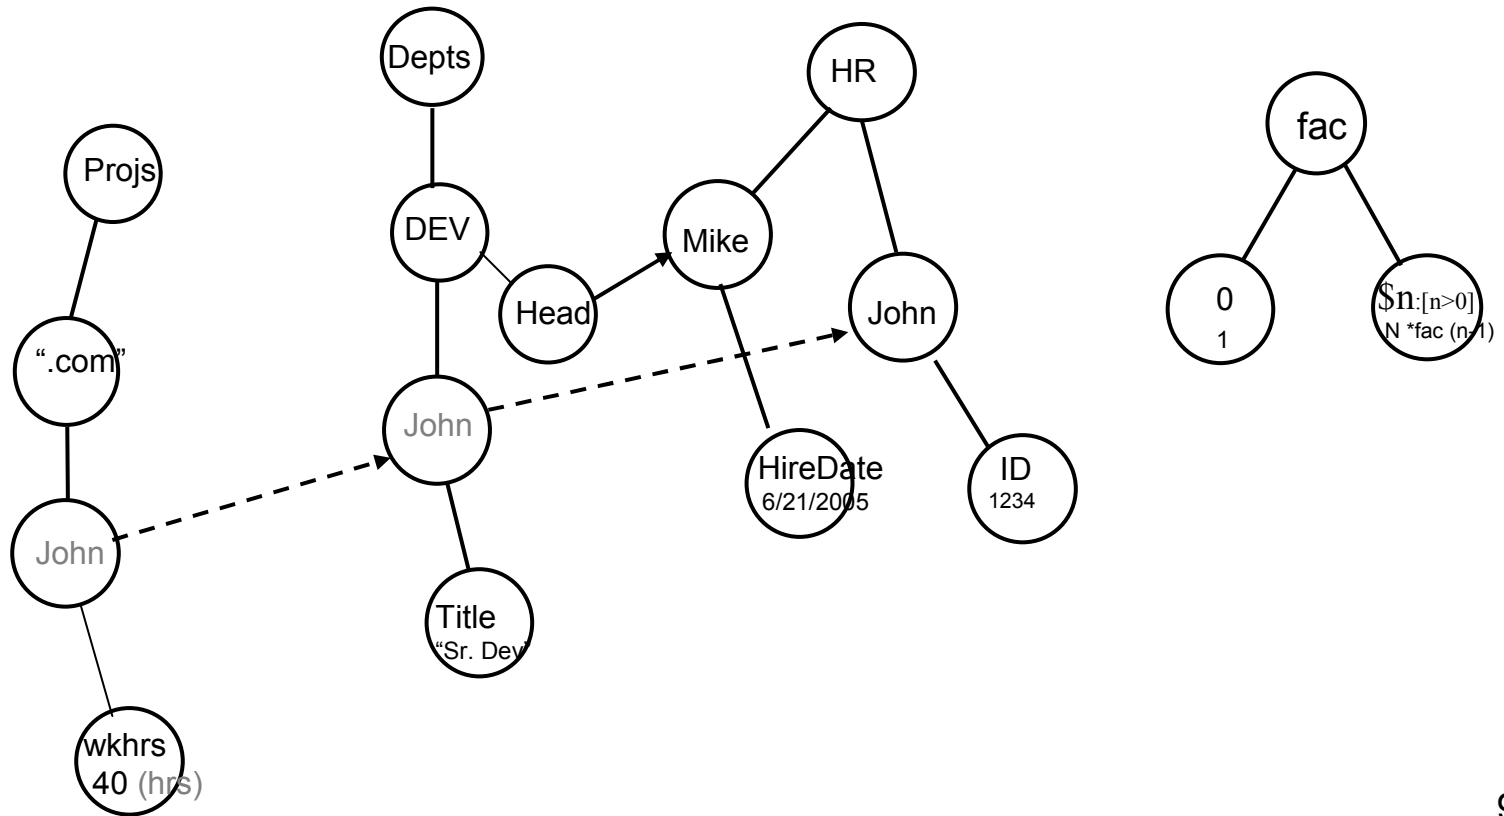 Projs
“.com”
John
wkhrs
40 (hrs)
Depts
DEV
Head
John
Title
“Sr. Dev”
HR
Mike
John
HireDate
6/21/2005
ID
1234
fac
0
1
$n:[n>0]
N *fac (n-1)